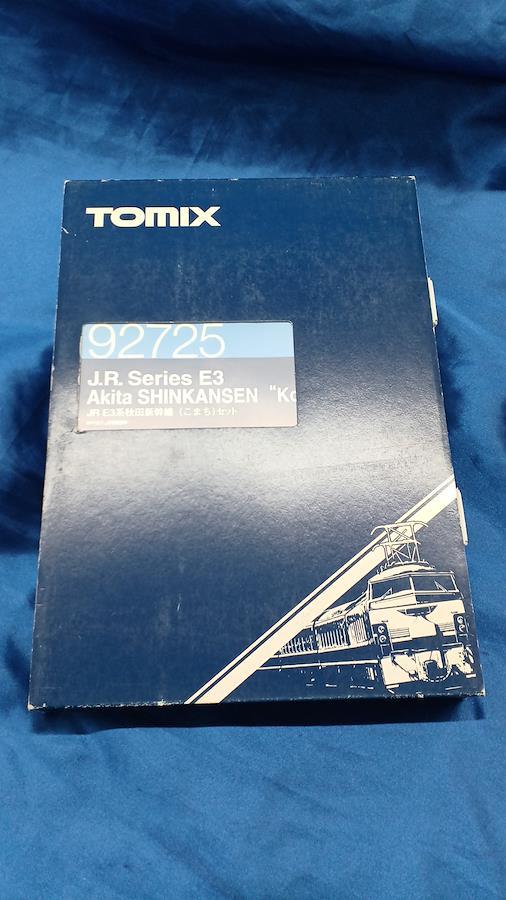 TOMIX
92725
J.R. Series E3
Akita SHINKANSEN “Ko
JR E3系秋田新幹線（こまち）セット